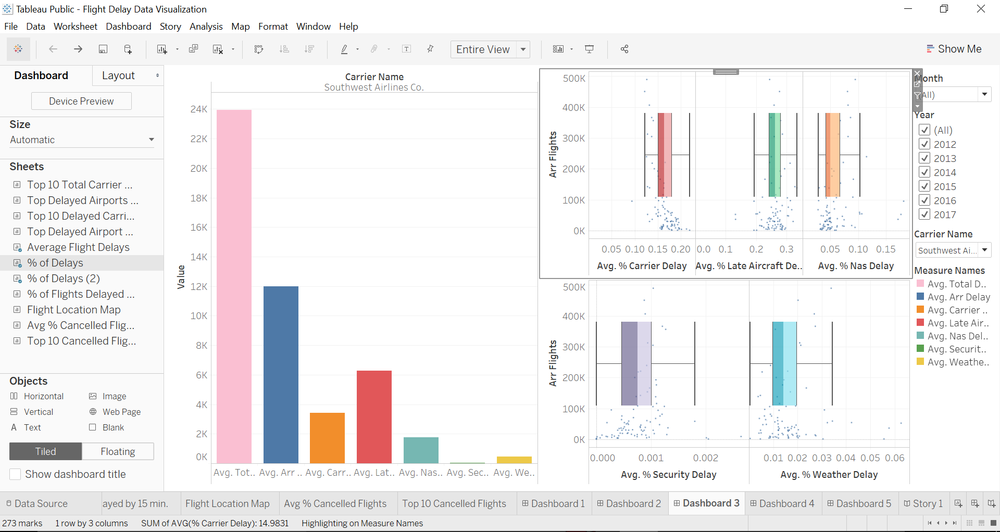 Tableau Public - Flight Delay Data Visualization
File Data Worksheet Dashboard Story Analysis Map Format Window Help
Entire View
Show Me
Dashboard Layout
Device Preview
Size
Automatic
Sheets
Top 10 Total Carrier ...
Top Delayed Airports ...
Top 10 Delayed Carri...
Top Delayed Airport ...
Average Flight Delays
% of Delays
% of Delays (2)
% of Flights Delayed ...
Flight Location Map
Avg % Cancelled Flig...
Top 10 Cancelled Flig...
Objects
Horizontal Image
Vertical Web Page
A Text Blank
Tiled Floating
Show dashboard title
Carrier Name
Southwest Airlines Co.
Value
24K
22K
20K
18K
16K
14K
12K
10K
8K
6K
4K
2K
0K
Avg. Tot.. Avg. Arr .. Avg. Carr.. Avg. Lat.. Avg. Nas.. Avg. Sec.. Avg. We..
Arr Flights
500K
400K
300K
200K
100K
0K
0.05 0.10 0.15 0.20 0.0 0.1 0.2 0.3 0.05 0.10 0.15
Avg. % Carrier Delay Avg. % Late Aircraft De.. Avg. % Nas Delay
Arr Flights
500K
400K
300K
200K
100K
0K
0.000 0.001 0.002 0.01 0.02 0.03 0.04 0.05 0.06
Avg. % Security Delay Avg. % Weather Delay
Month
(All)
Year
(All)
2012
2013
2014
2015
2016
2017
Carrier Name
Southwest Ai...
Measure Names
Avg. Total D..
Avg. Arr Delay
Avg. Carrier ..
Avg. Late Air..
Avg. Nas Del..
Avg. Securit..
Avg. Weathe..
Data Source ayed by 15 min. Flight Location Map Avg % Cancelled Flights Top 10 Cancelled Flights Dashboard 1 Dashboard 2 Dashboard 3 Dashboard 4 Dashboard 5 Story 1
273 marks 1 row by 3 columns SUM of AVG(% Carrier Delay): 14.9831 Highlighting on Measure Names